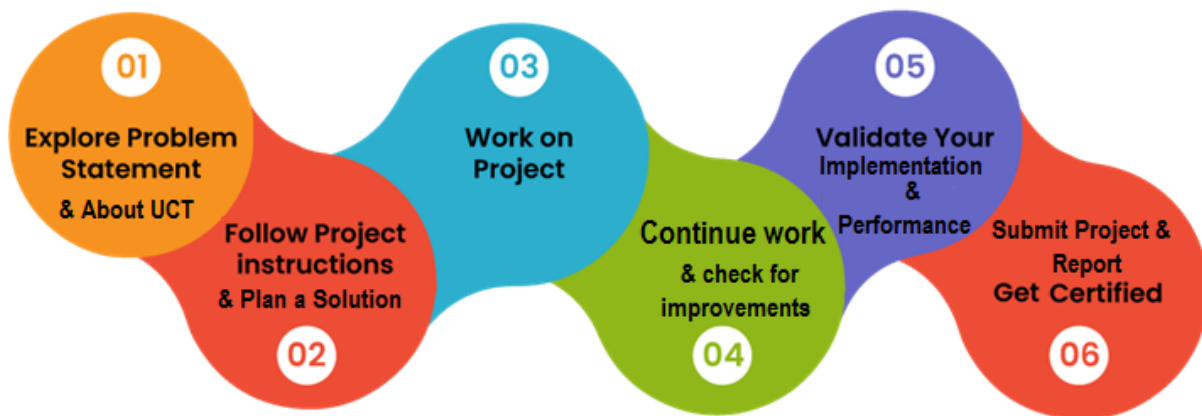 01
Explore Problem
Statement
& About UCT
Follow Project
instructions
& Plan a Solution
02
03
Work on
Project
Continue work
& check for
improvements
04
05
Validate Your
Implementation
&
Performance
Submit Project &
Report
Get Certified
06